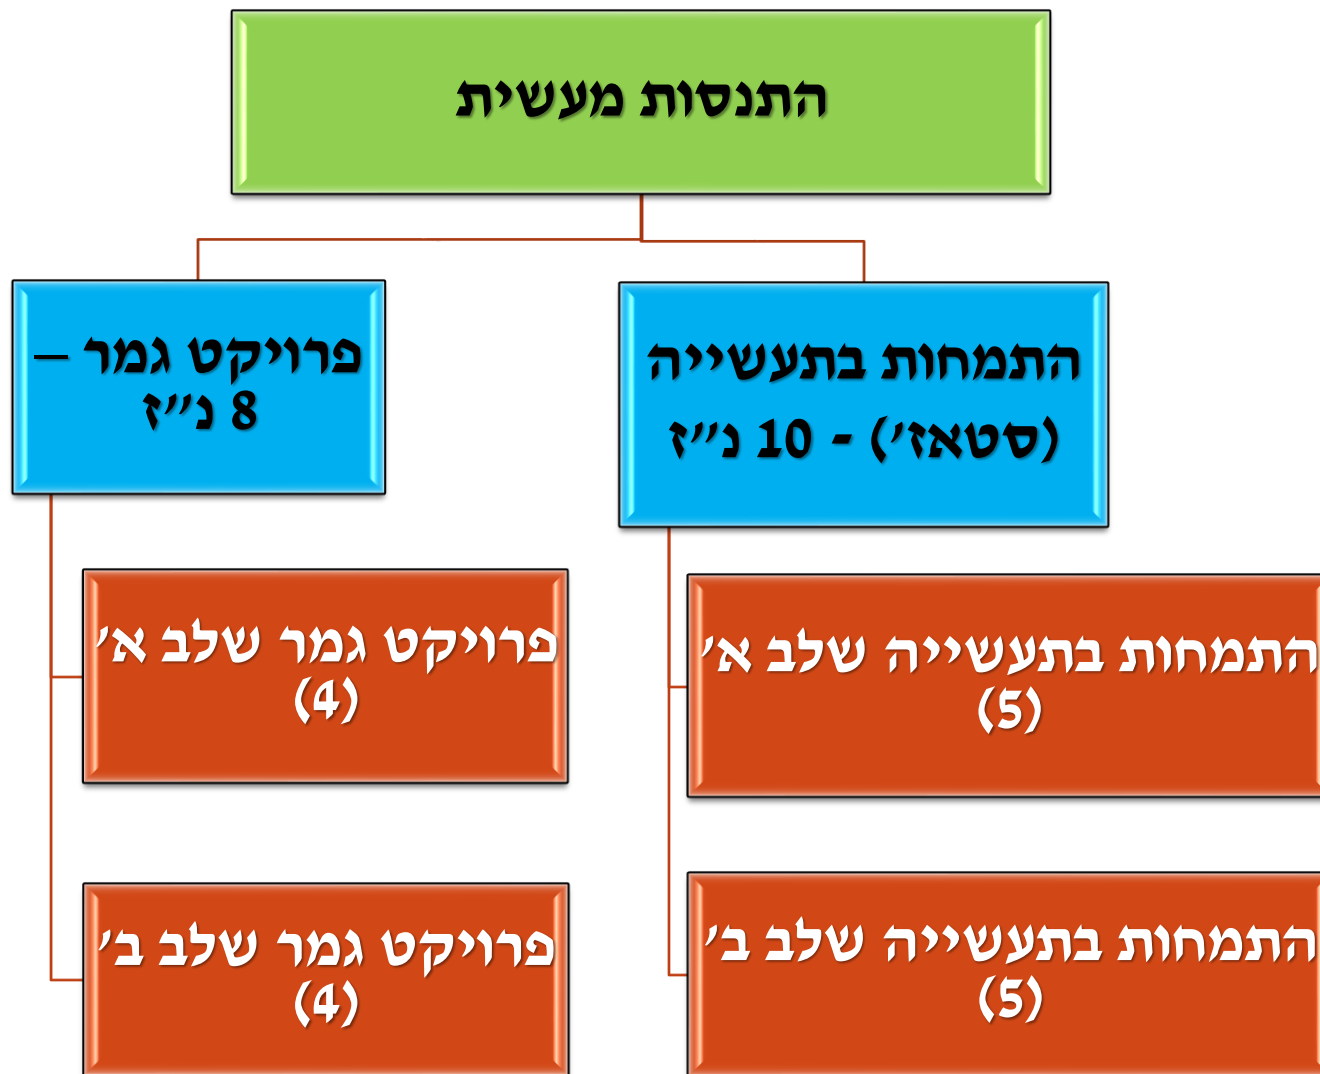 התנסות מעשית
התמחות בתעשייה
(סטאז') - 10 נ"ז
התמחות בתעשייה שלב א'
(5)
התמחות בתעשייה שלב ב'
(5)
פרויקט גמר –
8 נ"ז
פרויקט גמר שלב א'
(4)
פרויקט גמר שלב ב'
(4)